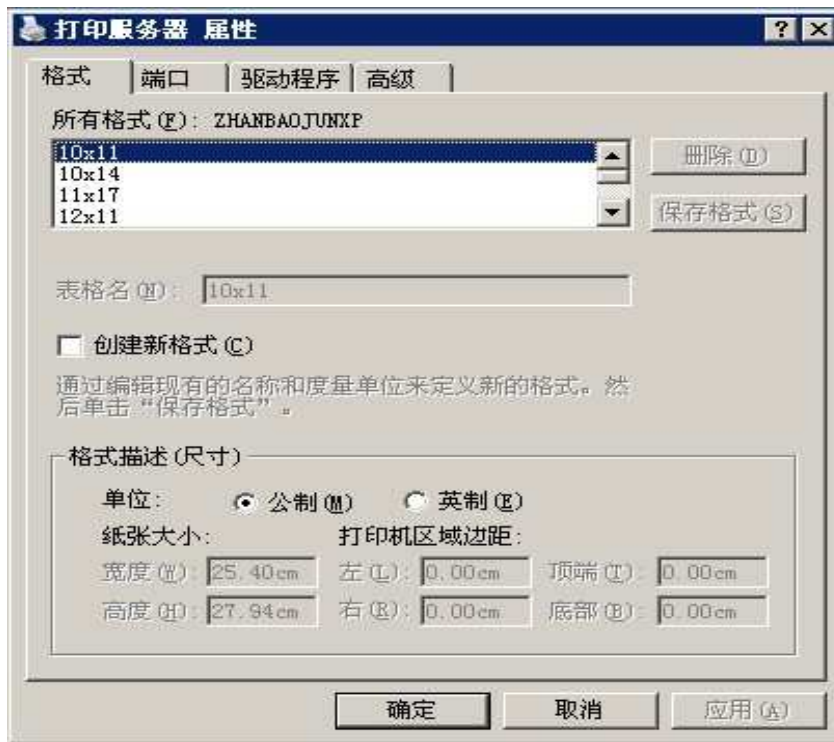 打印服务器 属性
格式 端口 驱动程序 高级
所有格式(F): ZHANBAOJUNXP
10x11
10x14
11x17
12x11
删除(D)
保存格式(S)
表格名(N): 10x11
创建新格式(C)
通过编辑现有的名称和度量单位来定义新的格式。然
后单击“保存格式”。
格式描述(尺寸)
单位: 公制(M) 英制(E)
纸张大小: 打印机区域边距:
宽度(W): 25.40cm 左(L): 0.00cm 顶端(T): 0.00cm
高度(H): 27.94cm 右(R): 0.00cm 底部(B): 0.00cm
确定 取消 应用(A)